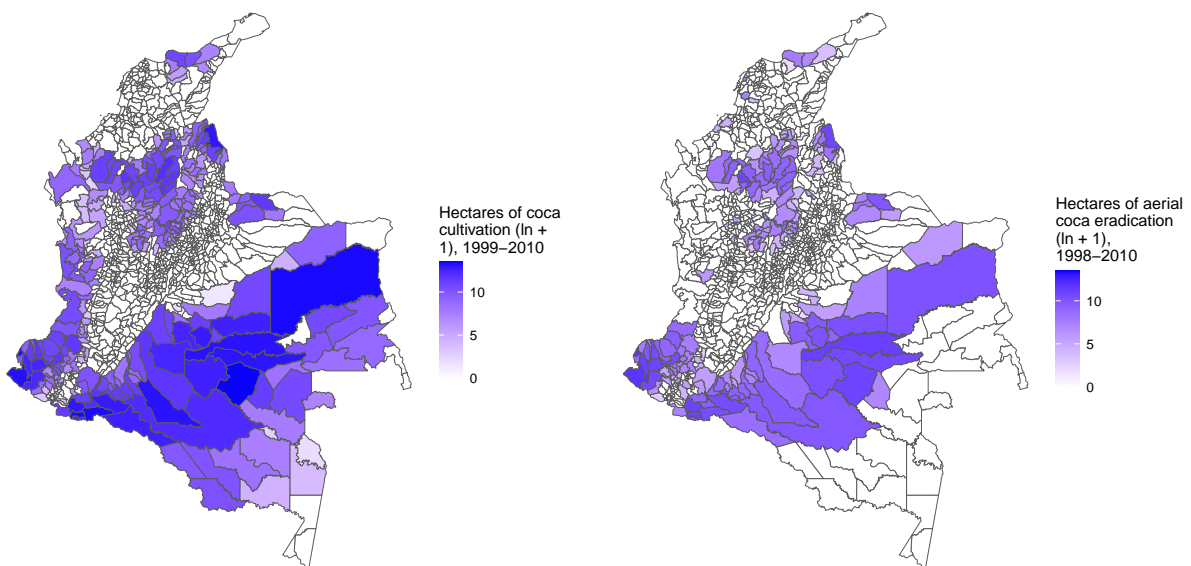 Hectares of coca
cultivation (ln +
1), 1999−2010
10
5
0
Hectares of aerial
coca eradication
(ln + 1),
1998−2010
10
5
0